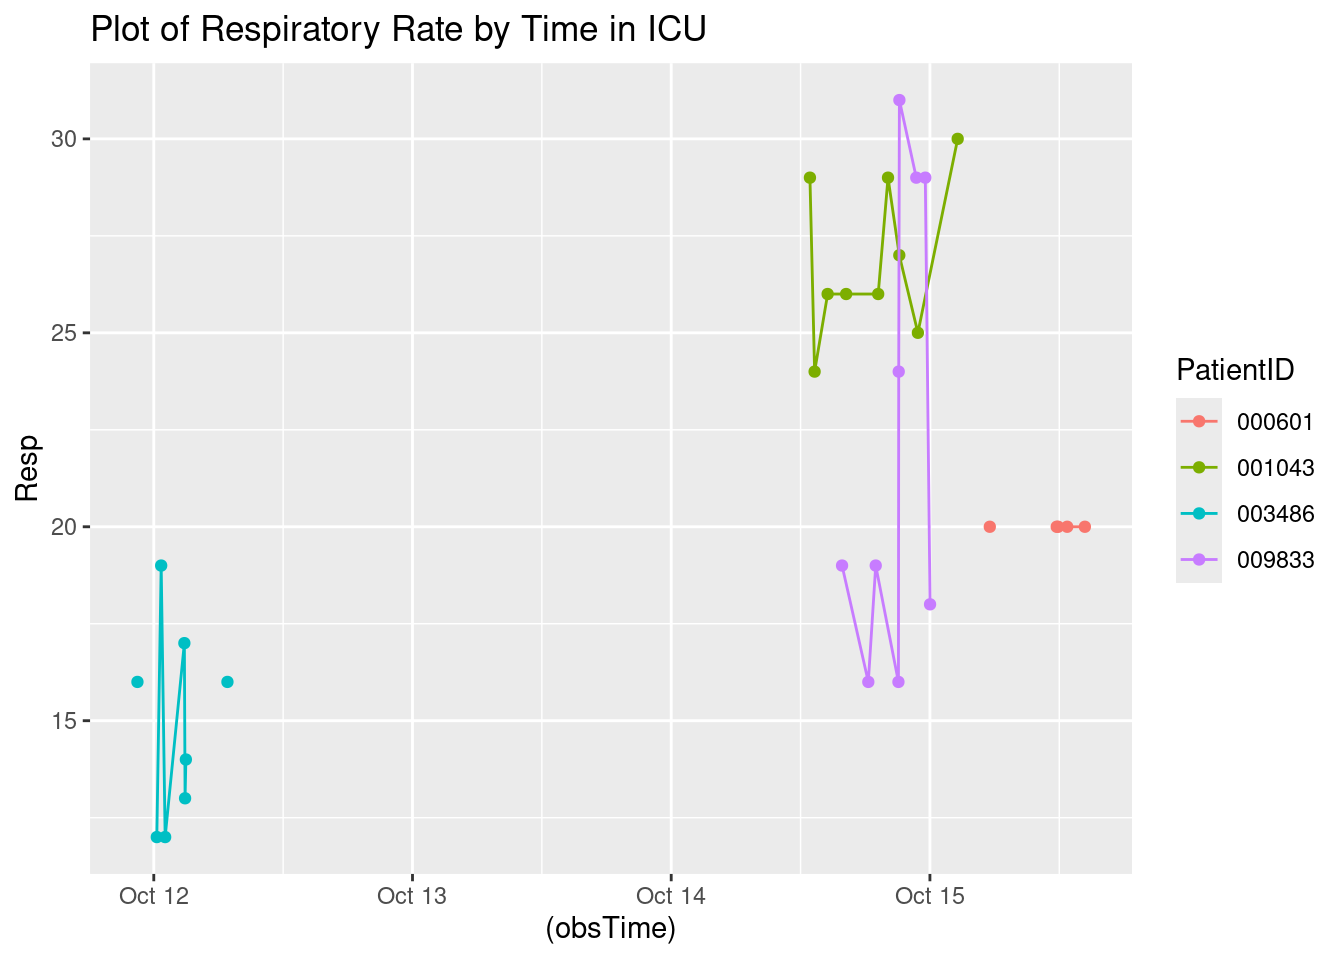 Plot of Respiratory Rate by Time in ICU
30
25
20
15
Resp
Oct 12
Oct 13
Oct 14
Oct 15
(obsTime)
PatientID
000601
001043
003486
009833